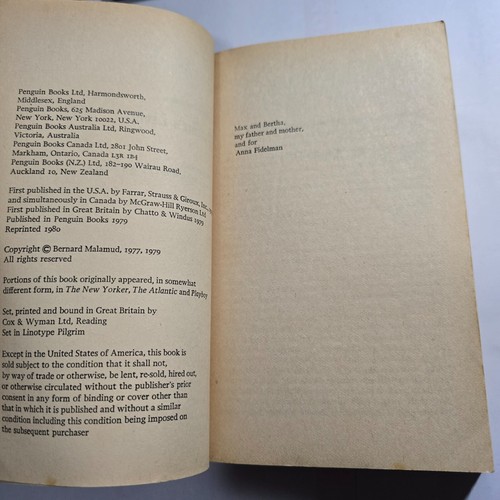 Penguin Books Ltd, Harmondsworth,
Middlesex, England
Penguin Books, 625 Madison Avenue,
New York, New York 10022, U.S.A.
Penguin Books Australia Ltd, Ringwood,
Victoria, Australia
Penguin Books Canada Ltd, 2801 John Street,
Markham, Ontario, Canada L3R 1B4
Penguin Books (N.Z.) Ltd, 182–190 Wairau Road,
Auckland 10, New Zealand
First published in the U.S.A. by Farrar, Strauss & Giroux, Inc.
and simultaneously in Canada by McGraw-Hill Ryerson Ltd
First published in Great Britain by Chatto & Windus 1979
Published in Penguin Books 1979
Reprinted 1980
Copyright © Bernard Malamud, 1977, 1979
All rights reserved
Portions of this book originally appeared, in somewhat
different form, in The New Yorker, The Atlantic and Playboy
Set, printed and bound in Great Britain by
Cox & Wyman Ltd, Reading
Set in Linotype Pilgrim
Except in the United States of America, this book is
sold subject to the condition that it shall not,
by way of trade or otherwise, be lent, re-sold, hired out,
or otherwise circulated without the publisher's prior
consent in any form of binding or cover other than
that in which it is published and without a similar
condition including this condition being imposed on
the subsequent purchaser
Max and Bertha,
my father and mother,
and for
Anna Fidelman